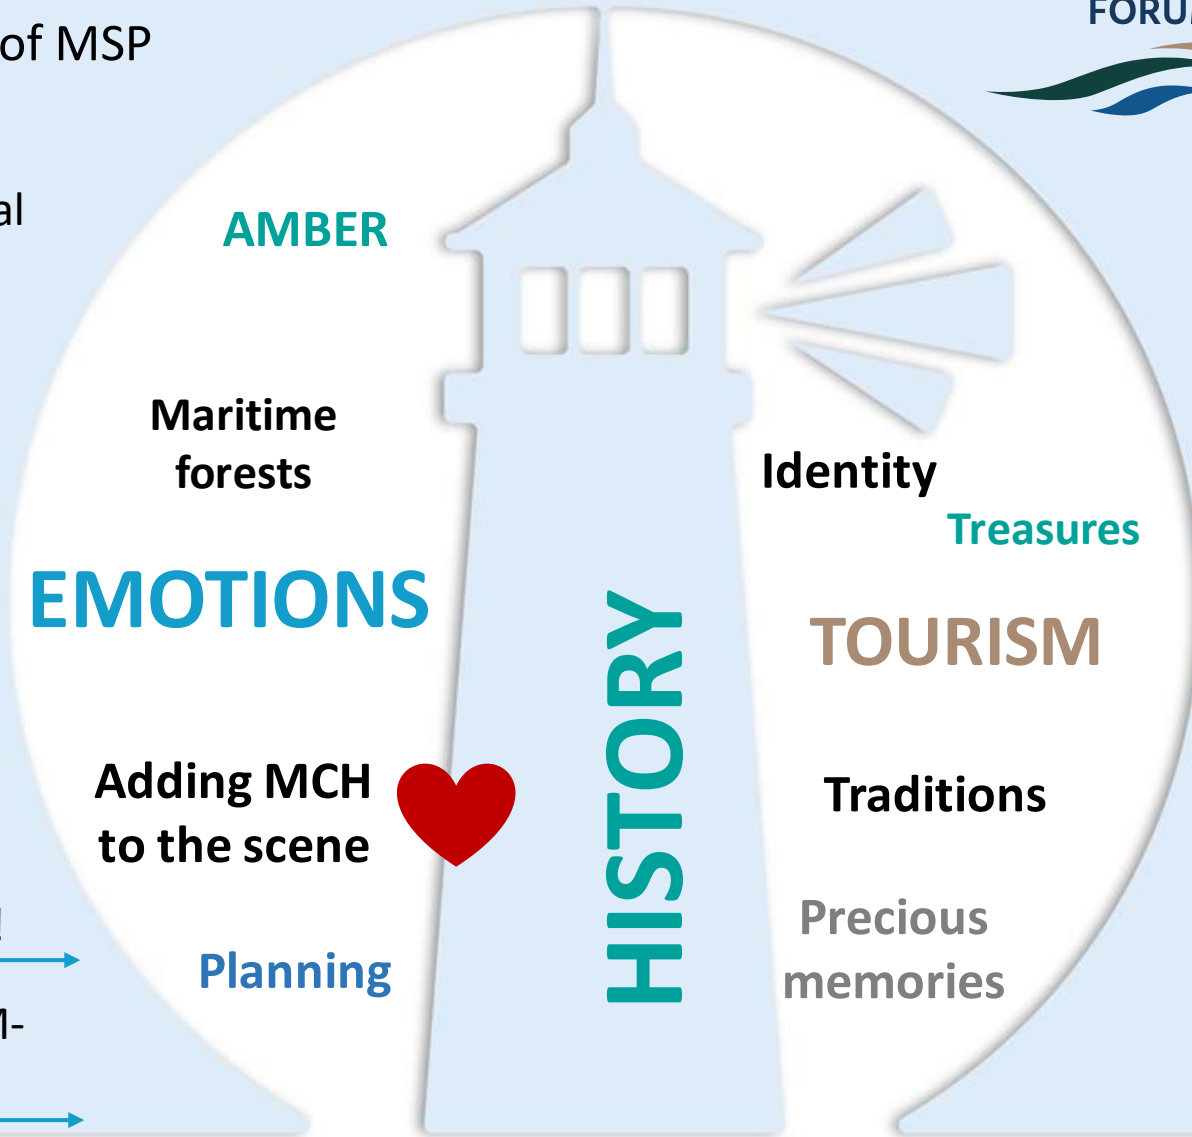 of MSP
al
!
AMBER
Maritime
forests
EMOTIONS
Adding MCH
to the scene
Planning
HISTORY
Identity
Treasures
TOURISM
Traditions
Precious
memories